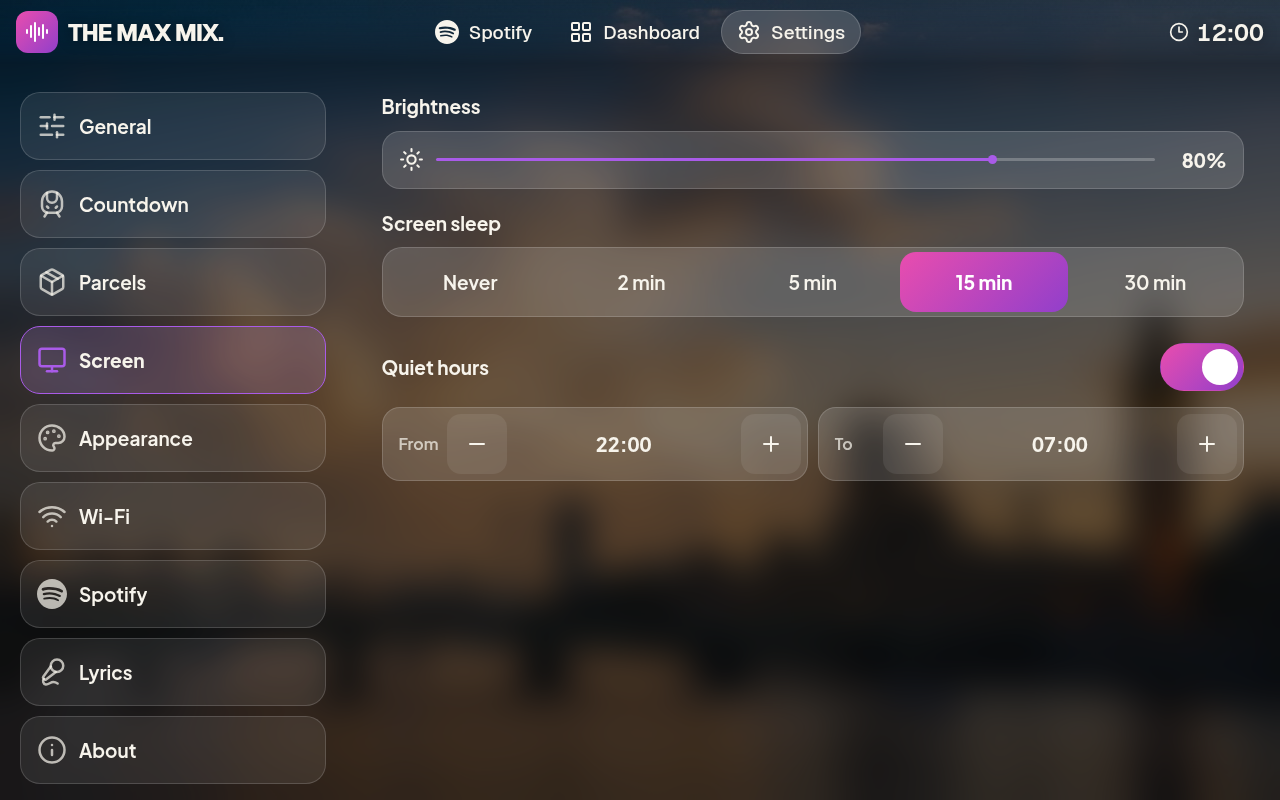 THE MAX MIX.
Spotify
Dashboard
Settings
12:00
General
Countdown
Parcels
Screen
Appearance
Wi-Fi
Spotify
Lyrics
About
Brightness
80%
Screen sleep
Never 2 min 5 min 15 min 30 min
Quiet hours
From − 22:00 + To − 07:00 +